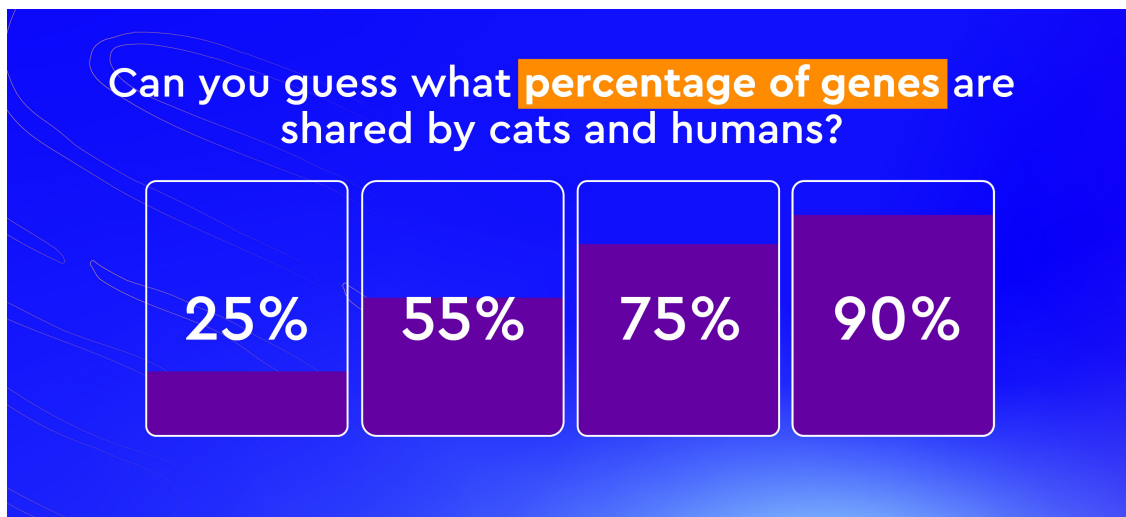 Can you guess what percentage of genes are
shared by cats and humans?
25% 55% 75% 90%